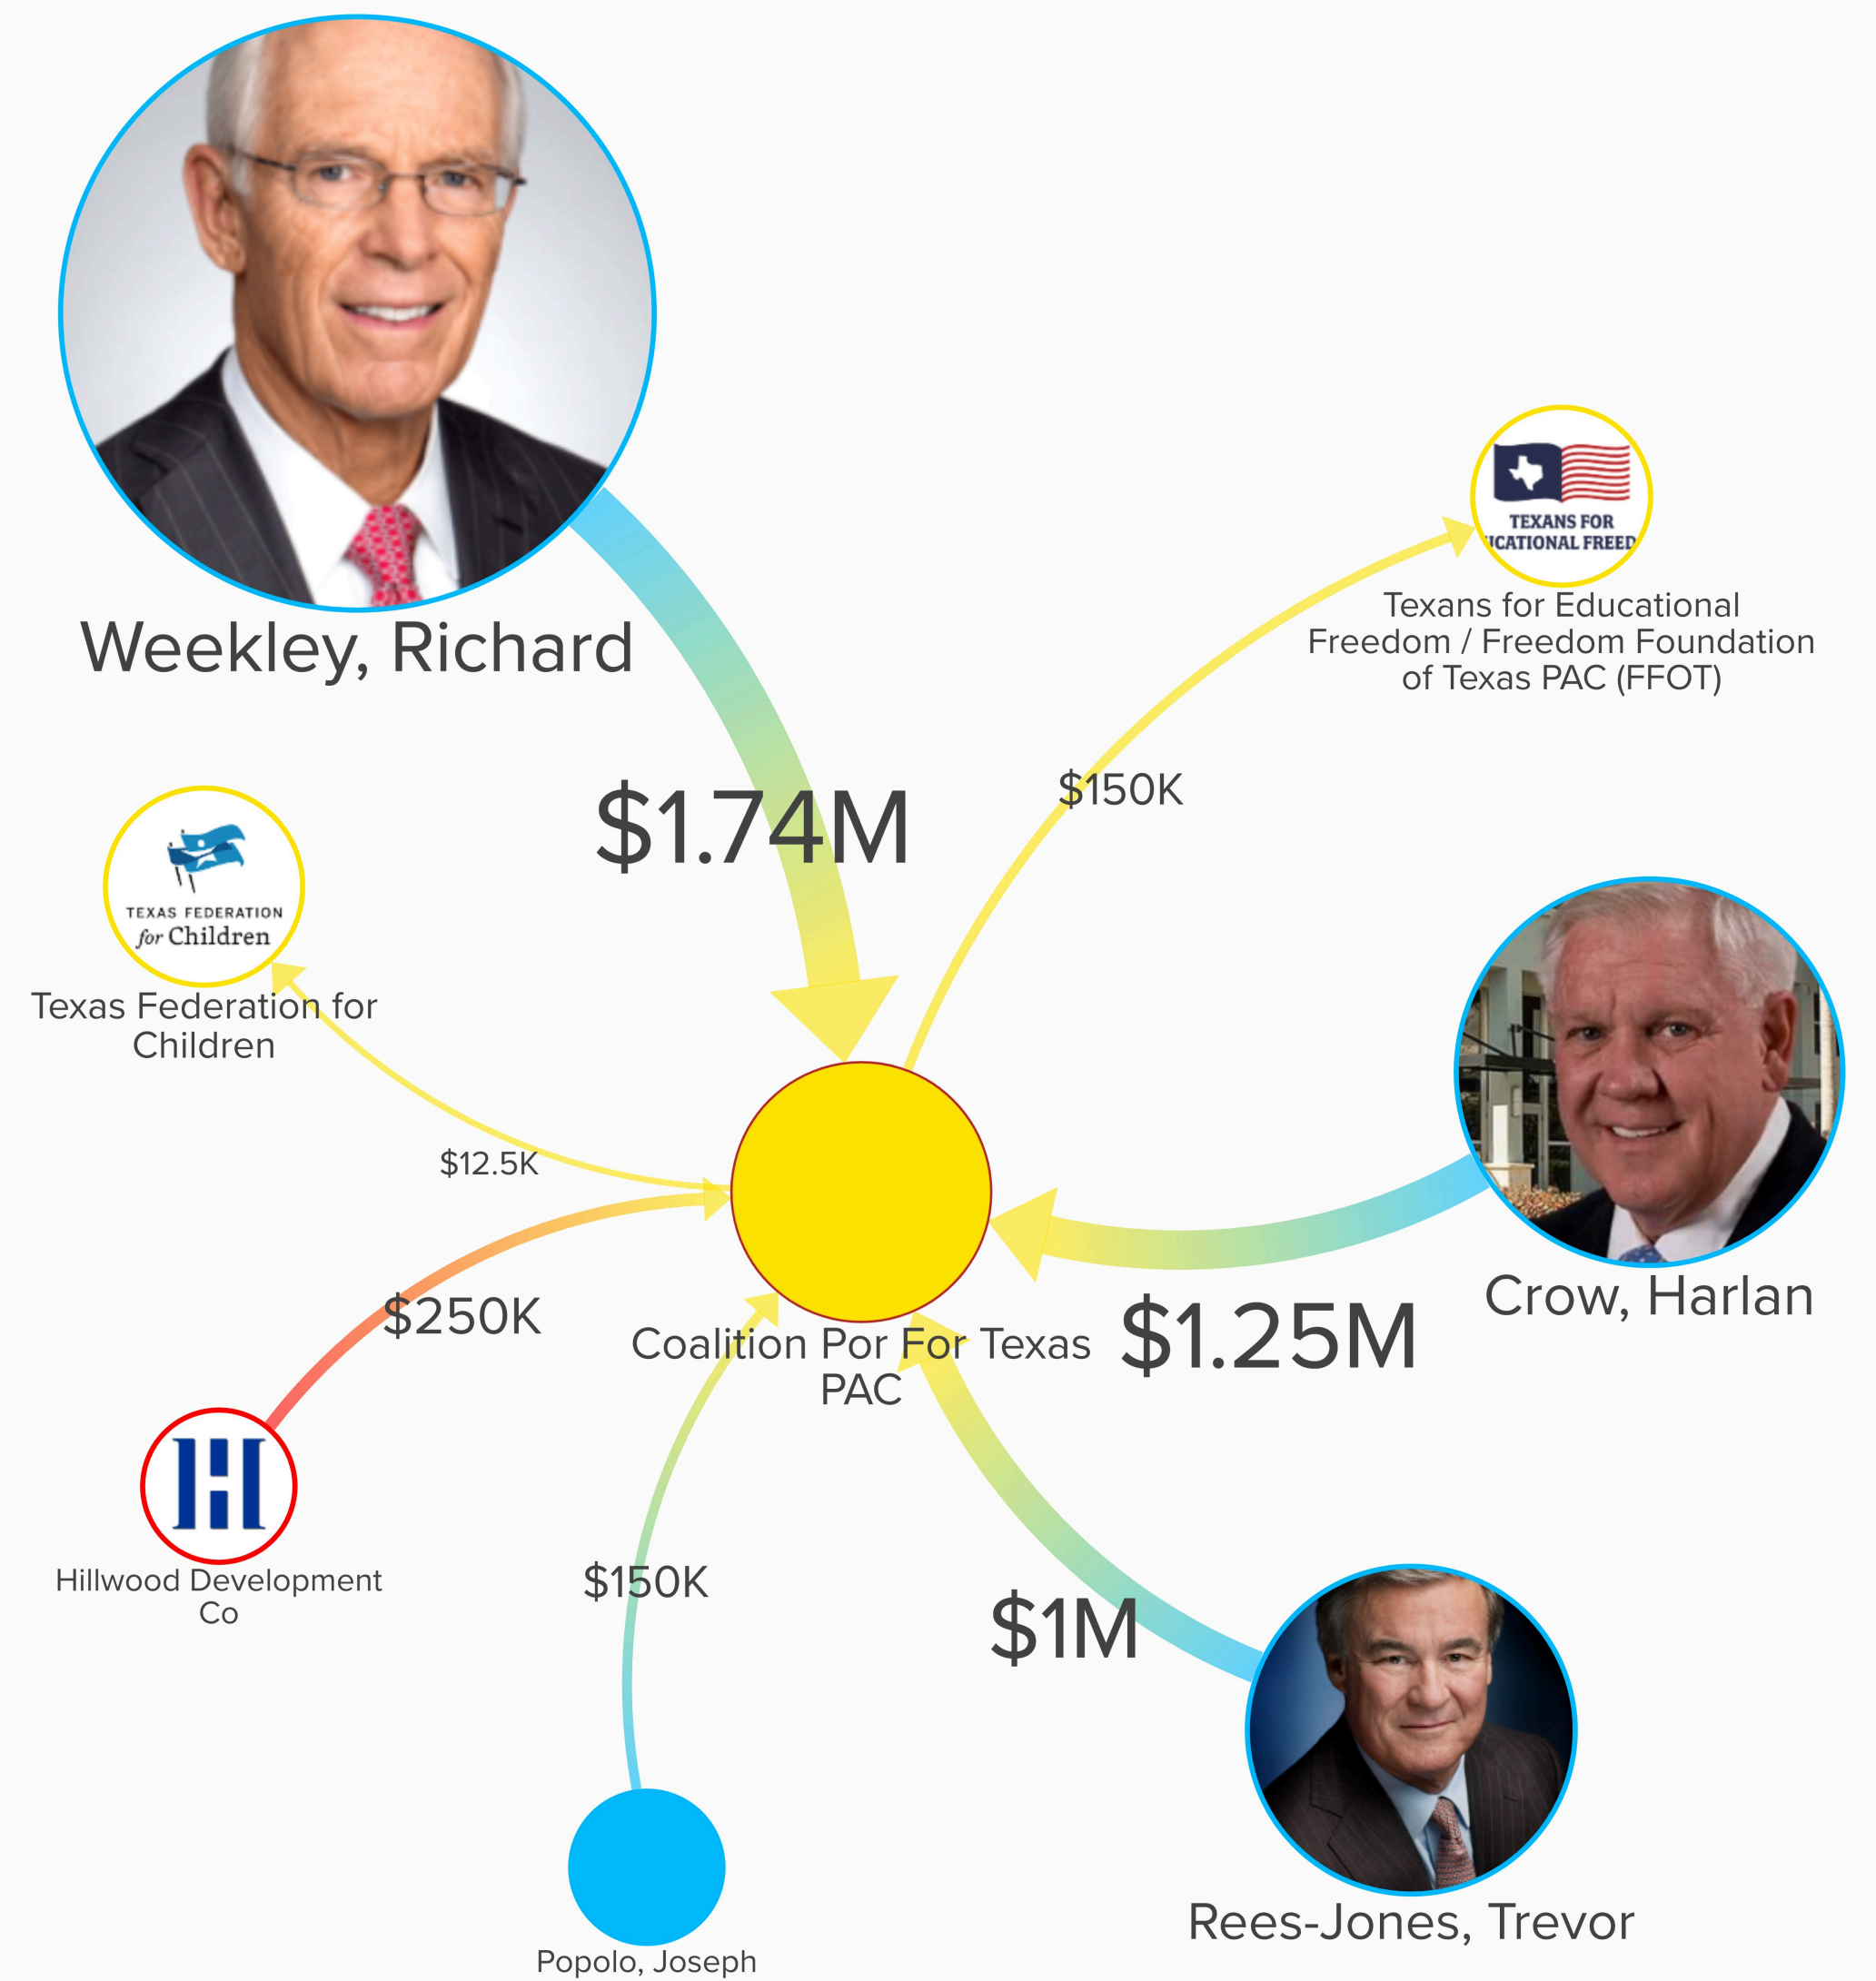 Weekley, Richard
$1.74M
TEXANS FOR
UCATIONAL FREED
Texans for Educational
Freedom / Freedom Foundation
of Texas PAC (FFOT)
$150K
TEXAS FEDERATION
for Children
Texas Federation for
Children
$12.5K
Crow, Harlan
$1.25M
$250K
Coalition Por For Texas
PAC
Hillwood Development
Co
$150K
$1M
Rees-Jones, Trevor
Popolo, Joseph